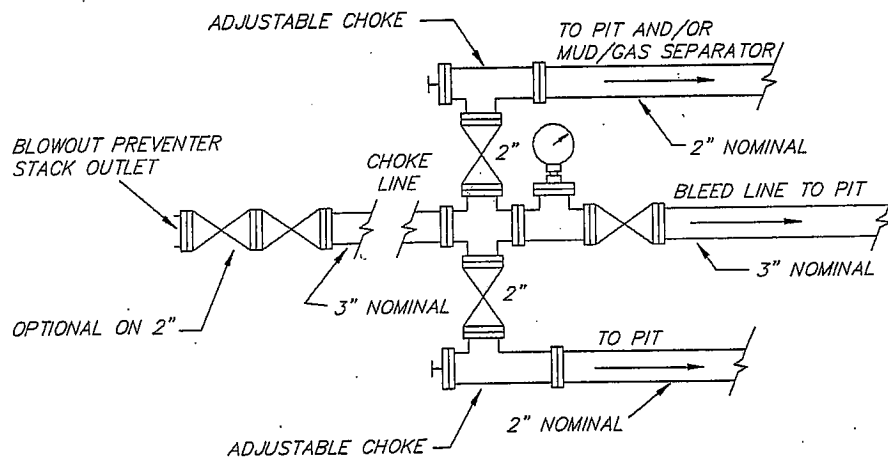 ADJUSTABLE CHOKE
TO PIT AND/OR
MUD/GAS SEPARATOR
2" NOMINAL
BLOWOUT PREVENTER
STACK OUTLET
CHOKE
LINE
2"
BLEED LINE TO PIT
3" NOMINAL
3" NOMINAL
OPTIONAL ON 2"
2"
TO PIT
2" NOMINAL
ADJUSTABLE CHOKE